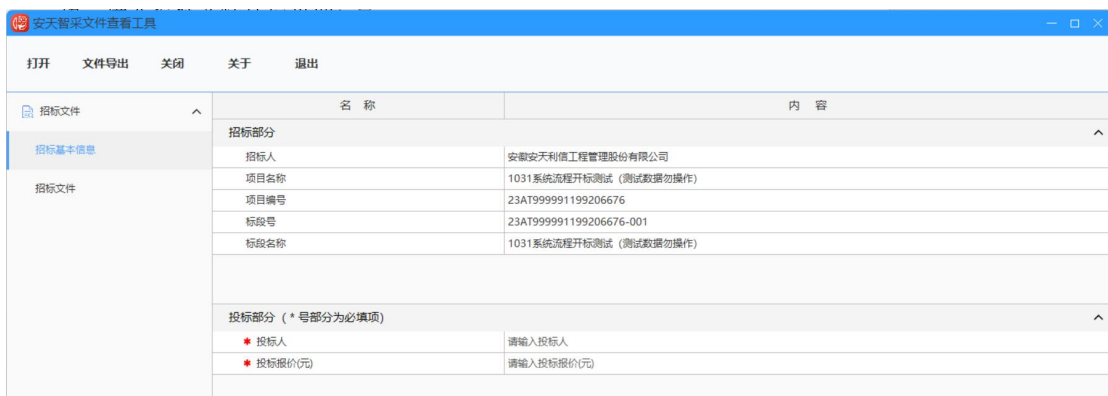 安天智采文件查看工具
打开 文件导出 关闭 关于 退出
招标文件
招标基本信息
招标文件
名 称 内 容
招标部分
招标人 安徽安天利信工程管理股份有限公司
项目名称 1031系统流程开标测试（测试数据勿操作）
项目编号 23AT999991199206676
标段号 23AT999991199206676-001
标段名称 1031系统流程开标测试（测试数据勿操作）
投标部分（*号部分为必填项）
* 投标人 请输入投标人
* 投标报价(元) 请输入投标报价(元)